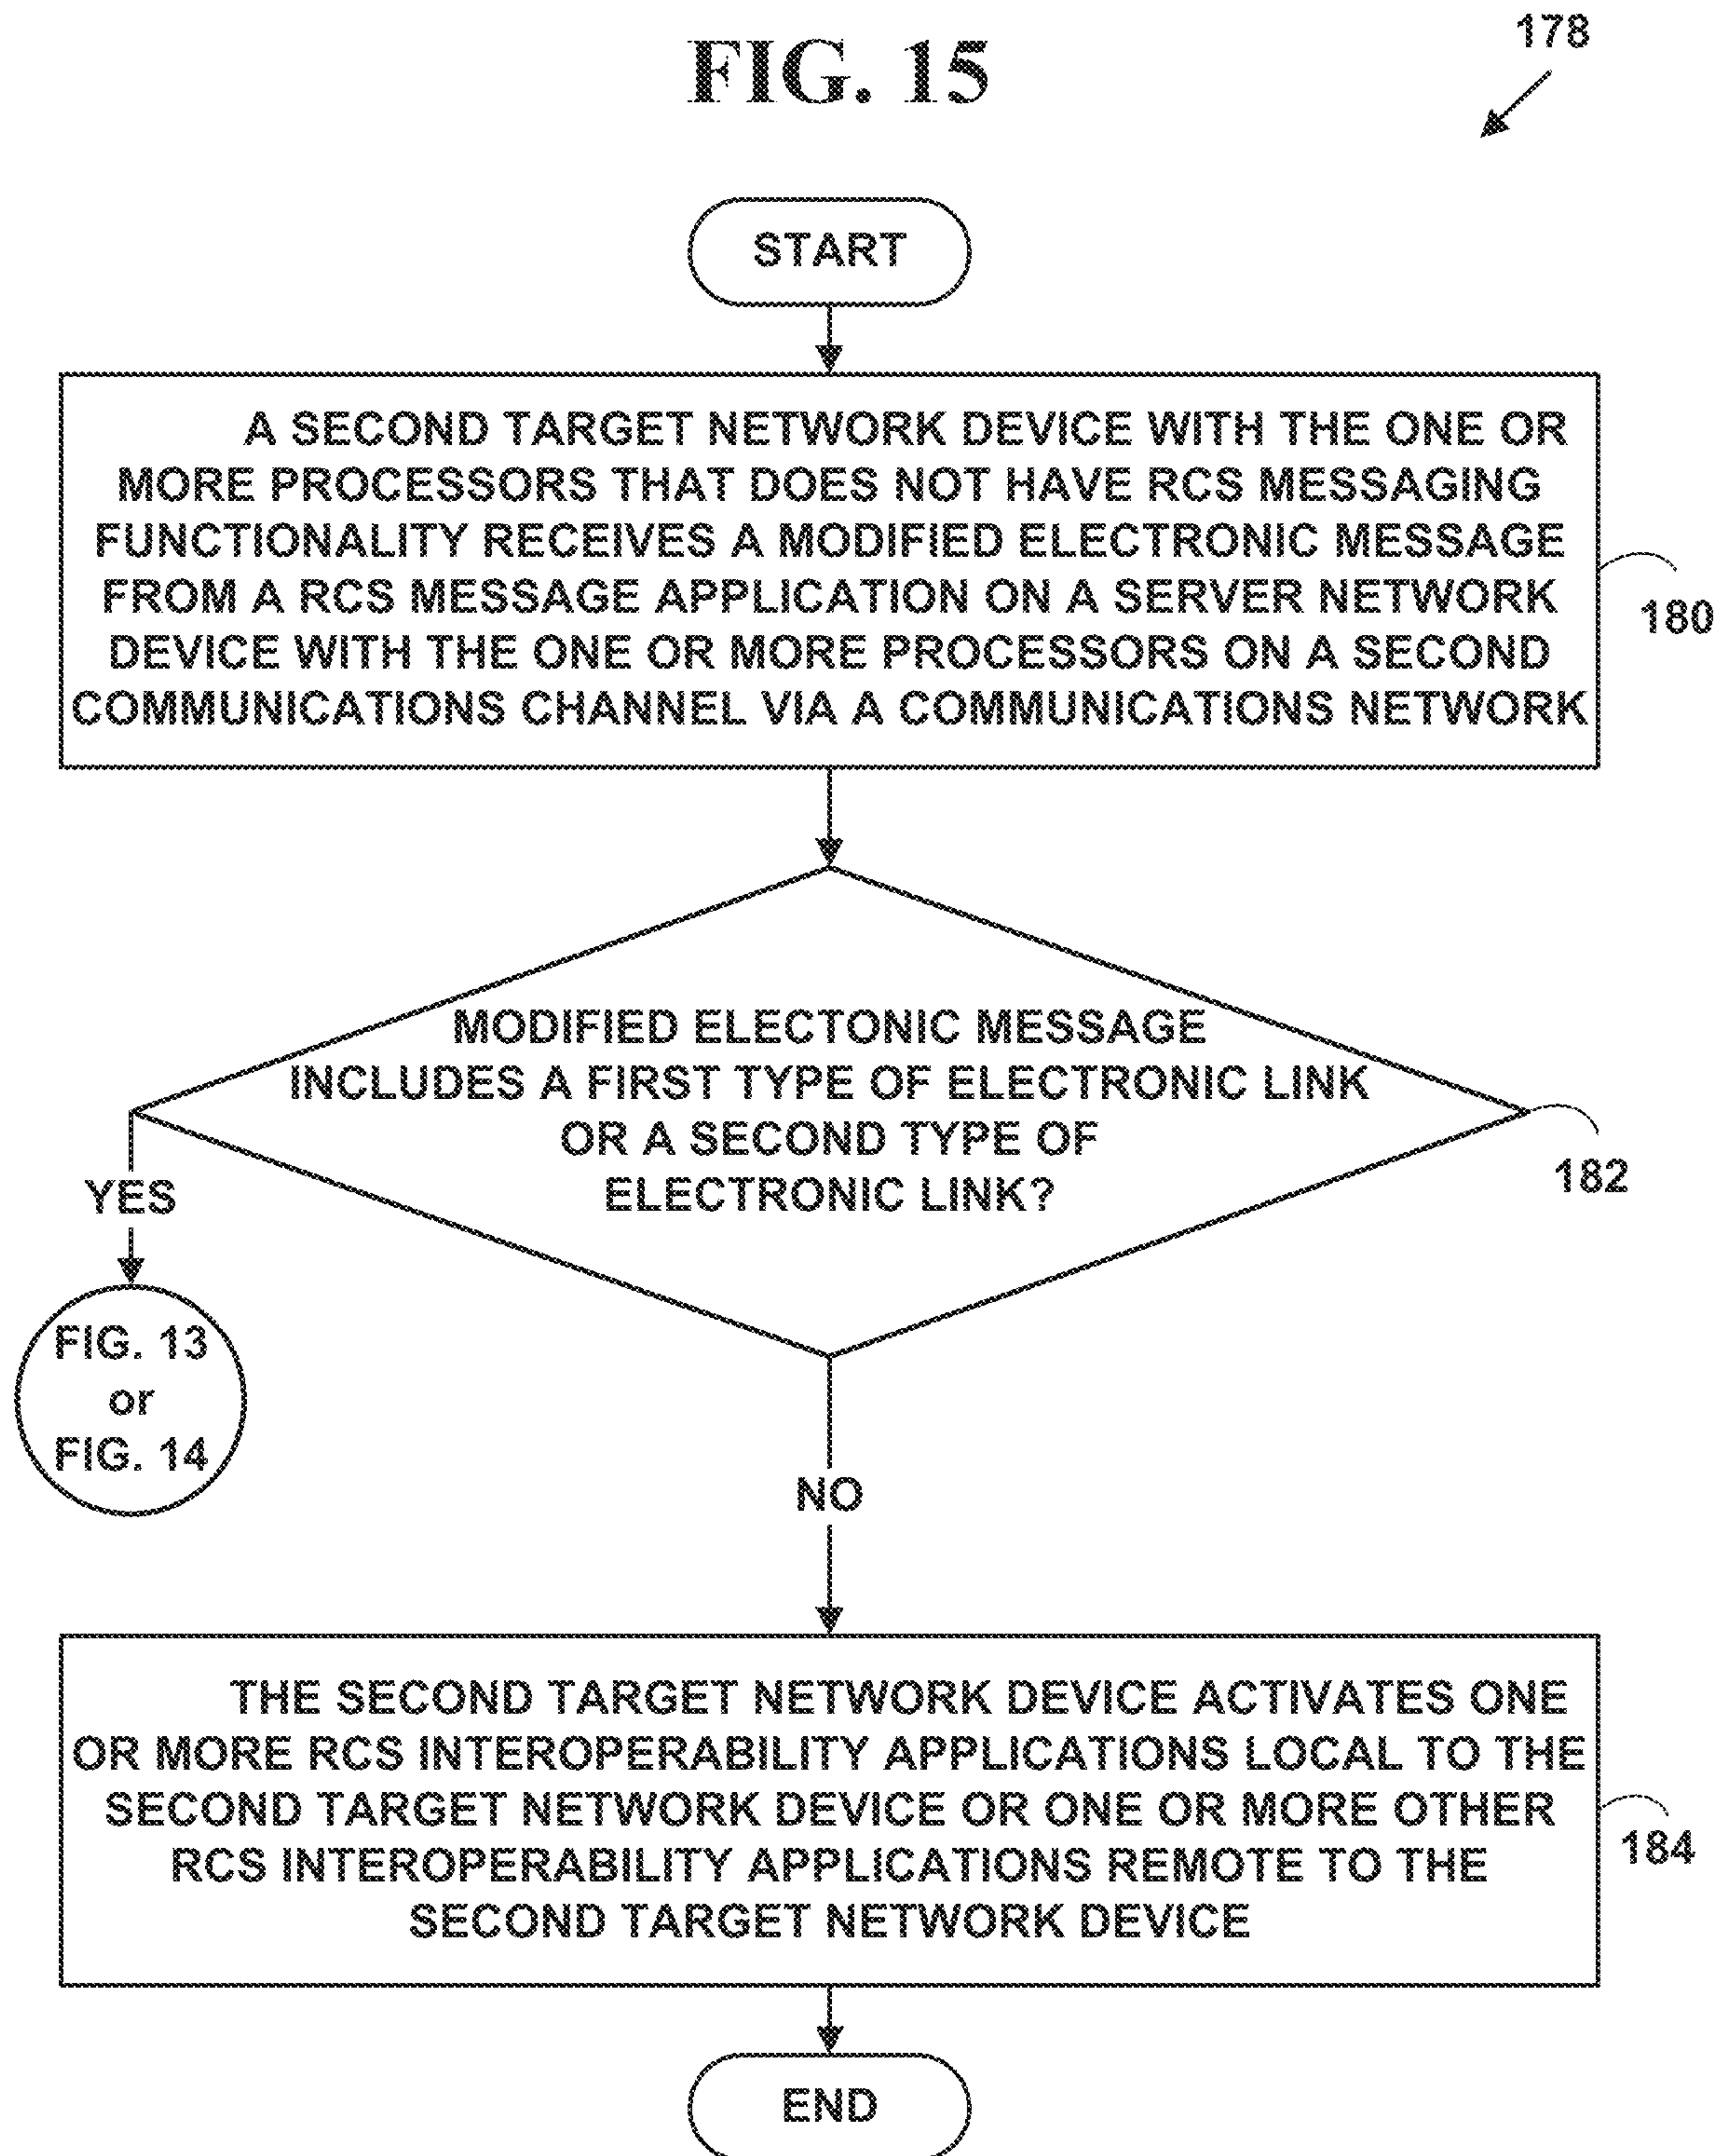 FIG. 15
178
START
A SECOND TARGET NETWORK DEVICE WITH THE ONE OR
MORE PROCESSORS THAT DOES NOT HAVE RCS MESSAGING
FUNCTIONALITY RECEIVES A MODIFIED ELECTRONIC MESSAGE
FROM A RCS MESSAGE APPLICATION ON A SERVER NETWORK
DEVICE WITH THE ONE OR MORE PROCESSORS ON A SECOND
COMMUNICATIONS CHANNEL VIA A COMMUNICATIONS NETWORK
180
MODIFIED ELECTONIC MESSAGE
INCLUDES A FIRST TYPE OF ELECTRONIC LINK
OR A SECOND TYPE OF
ELECTRONIC LINK?
182
YES
FIG. 13
or
FIG. 14
NO
THE SECOND TARGET NETWORK DEVICE ACTIVATES ONE
OR MORE RCS INTEROPERABILITY APPLICATIONS LOCAL TO THE
SECOND TARGET NETWORK DEVICE OR ONE OR MORE OTHER
RCS INTEROPERABILITY APPLICATIONS REMOTE TO THE
SECOND TARGET NETWORK DEVICE
184
END